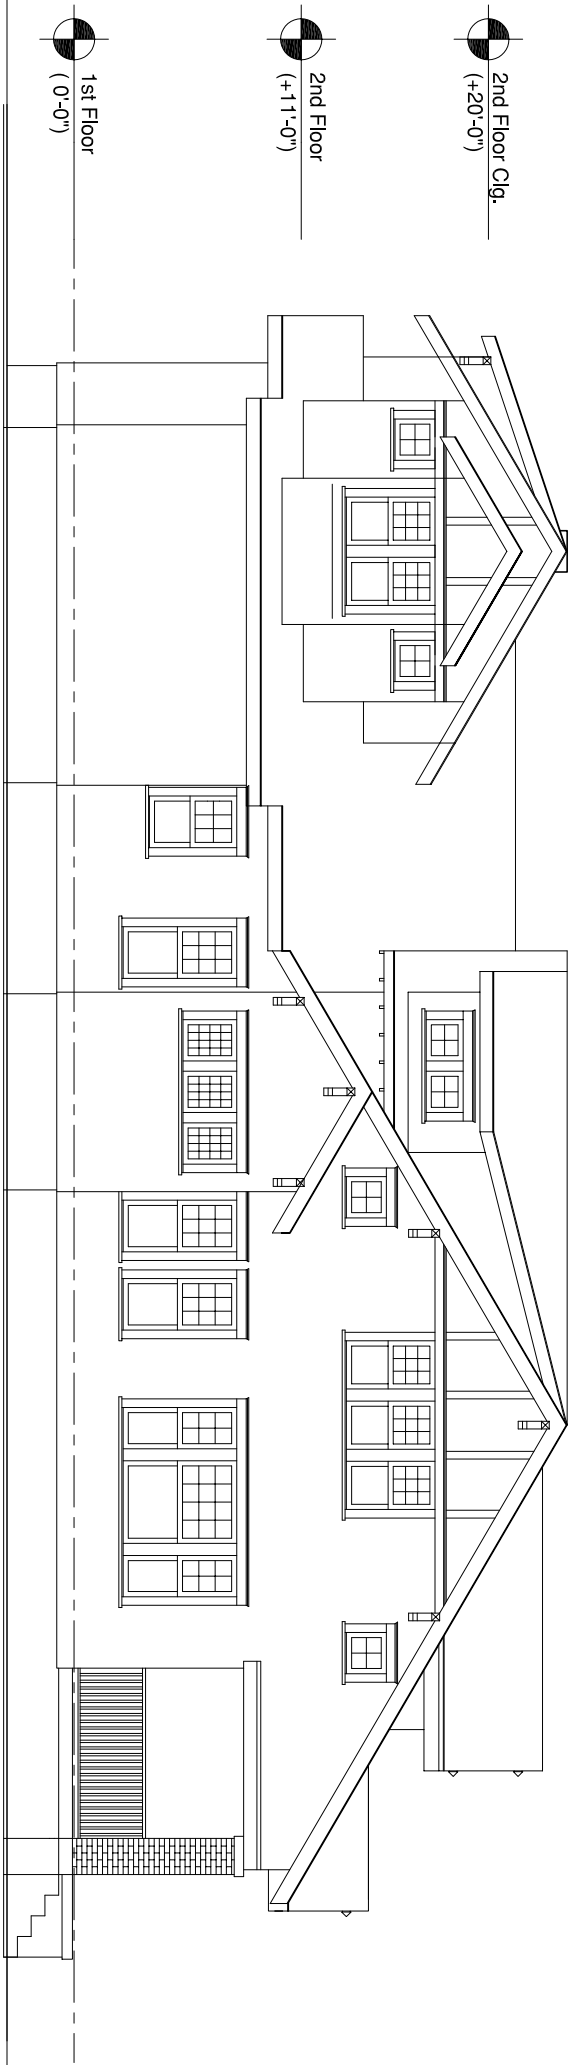 2nd Floor Clg.
(+20'-0")
2nd Floor
(+11'-0")
1st Floor
( 0'-0")